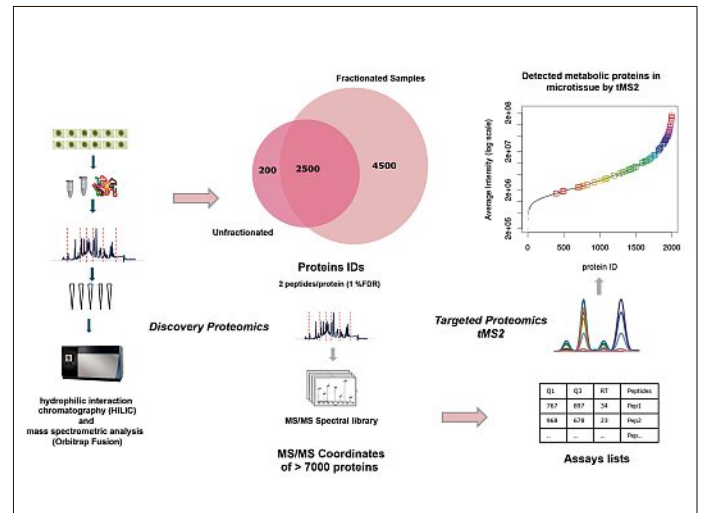 Fractionated Samples
200
2500
4500
Unfractionated
Proteins IDs
2 peptides/protein (1 %FDR)
Discovery Proteomics
hydrophilic interaction
chromatography (HILIC)
and
mass spectrometric analysis
(Orbitrap Fusion)
MS/MS Spectral library
MS/MS Coordinates
of > 7000 proteins
Detected metabolic proteins in
microtissue by tMS2
Average Intensity (log scale)
2e+05 2e+06 2e+07 2e+08
0 500 1000 1500 2000
protein ID
Targeted Proteomics
tMS2
Q1 Q3 RT Peptides
767 897 34 Pep1
968 678 23 Pep2
... ... ... Pep...
Assays lists